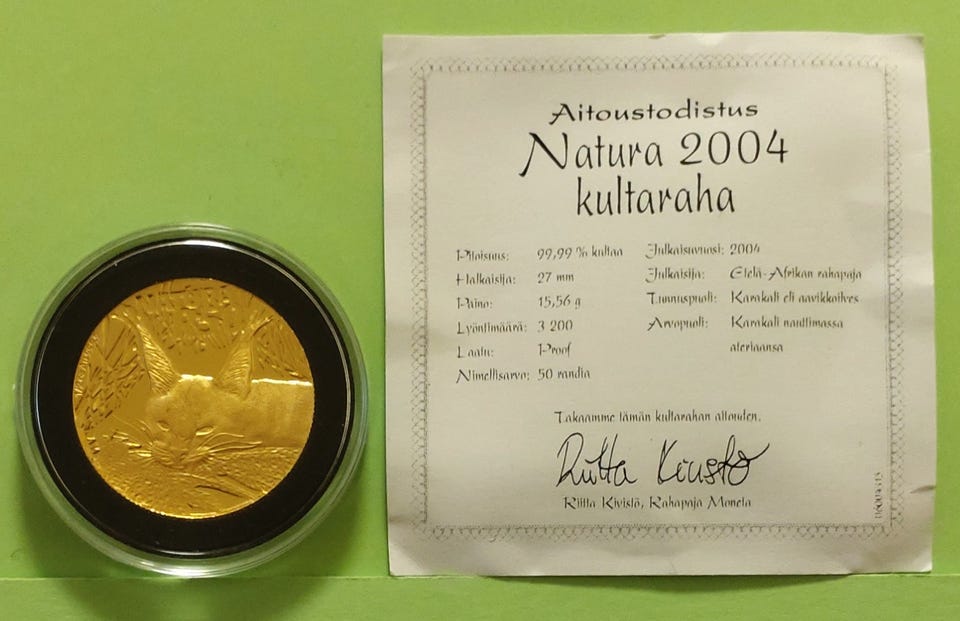 Aitoustodistus
Natura 2004
kultaraha
Pitoisuus: 99,99 % kultaa
Halkaisija: 27 mm
Paino: 15,56 g
Lyöntimäärä: 3 200
Laatu: Proof
Nimellisarvo: 50 randia
Julkaisuvuosi: 2004
Julkaisija: Etelä-Afrikan rahapaja
Tunnuspuoli: Karakali eli aavikkoilves
Arvopuoli: Karakali nauttimassa
ateriaansa
Takaamme tämän kultarahan aitouden.
Riitta Kivistö
Riitta Kivistö, Rahapaja Moneta
NATURA